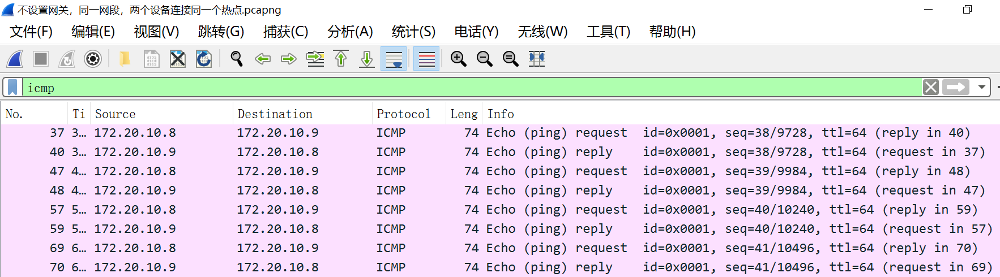 不设置网关，同一网段，两个设备连接同一个热点.pcapng
文件(F) 编辑(E) 视图(V) 跳转(G) 捕获(C) 分析(A) 统计(S) 电话(Y) 无线(W) 工具(T) 帮助(H)
icmp
No. Ti Source Destination Protocol Leng Info
37 3… 172.20.10.8 172.20.10.9 ICMP 74 Echo (ping) request id=0x0001, seq=38/9728, ttl=64 (reply in 40)
40 3… 172.20.10.9 172.20.10.8 ICMP 74 Echo (ping) reply id=0x0001, seq=38/9728, ttl=64 (request in 37)
47 4… 172.20.10.8 172.20.10.9 ICMP 74 Echo (ping) request id=0x0001, seq=39/9984, ttl=64 (reply in 48)
48 4… 172.20.10.9 172.20.10.8 ICMP 74 Echo (ping) reply id=0x0001, seq=39/9984, ttl=64 (request in 47)
57 5… 172.20.10.8 172.20.10.9 ICMP 74 Echo (ping) request id=0x0001, seq=40/10240, ttl=64 (reply in 59)
59 5… 172.20.10.9 172.20.10.8 ICMP 74 Echo (ping) reply id=0x0001, seq=40/10240, ttl=64 (request in 57)
69 6… 172.20.10.8 172.20.10.9 ICMP 74 Echo (ping) request id=0x0001, seq=41/10496, ttl=64 (reply in 70)
70 6… 172.20.10.9 172.20.10.8 ICMP 74 Echo (ping) reply id=0x0001, seq=41/10496, ttl=64 (request in 69)